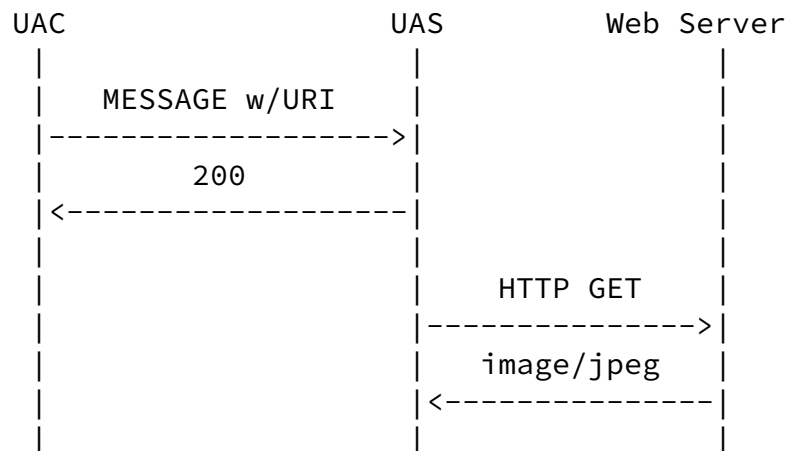 UAC UAS Web Server
MESSAGE w/URI
200
HTTP GET
image/jpeg